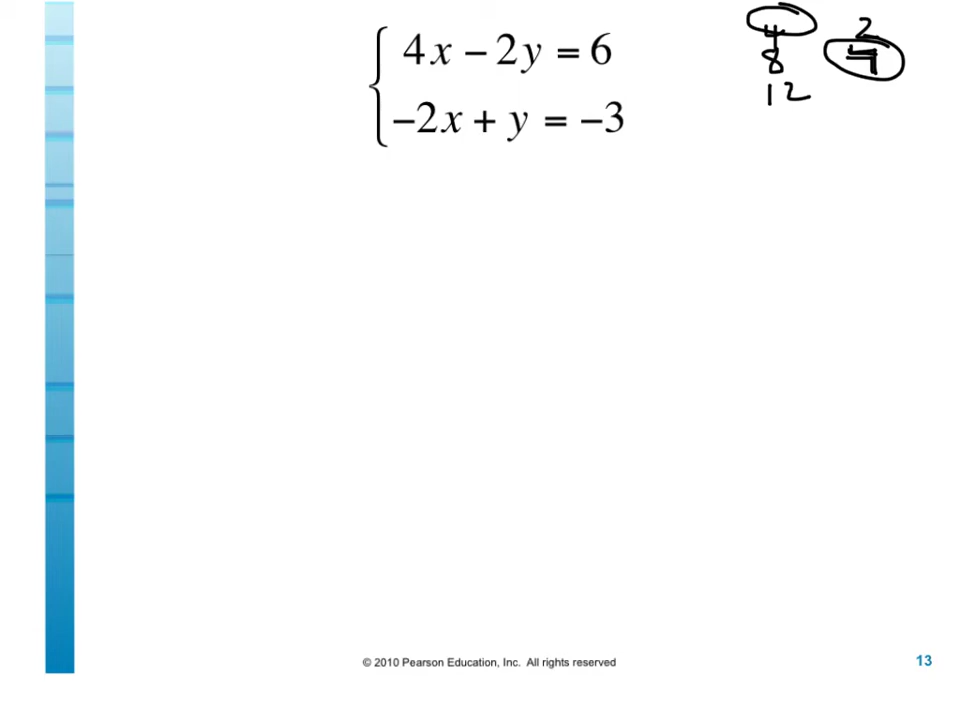 4x − 2y = 6
−2x + y = −3
4 2
8 4
12
© 2010 Pearson Education, Inc. All rights reserved
13